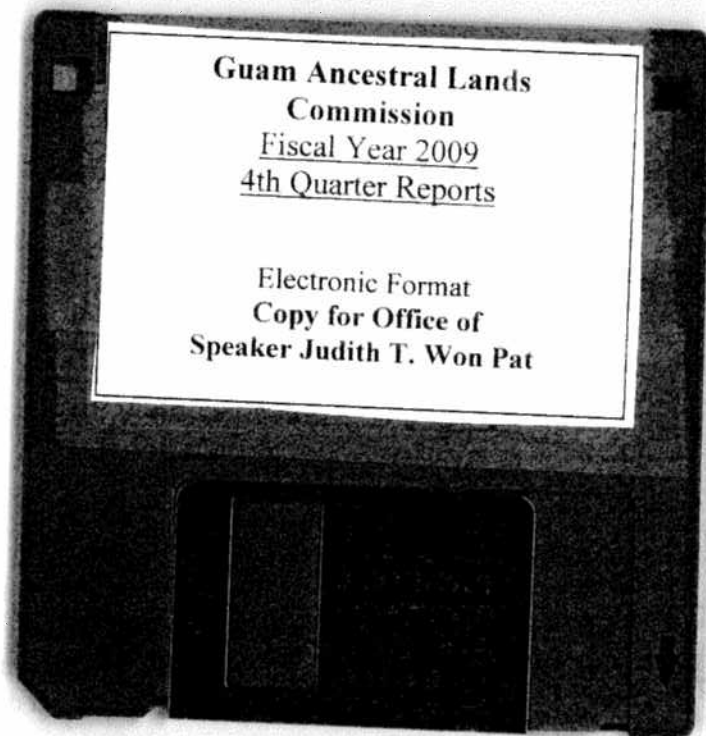 Guam Ancestral Lands
Commission
Fiscal Year 2009
4th Quarter Reports
Electronic Format
Copy for Office of
Speaker Judith T. Won Pat